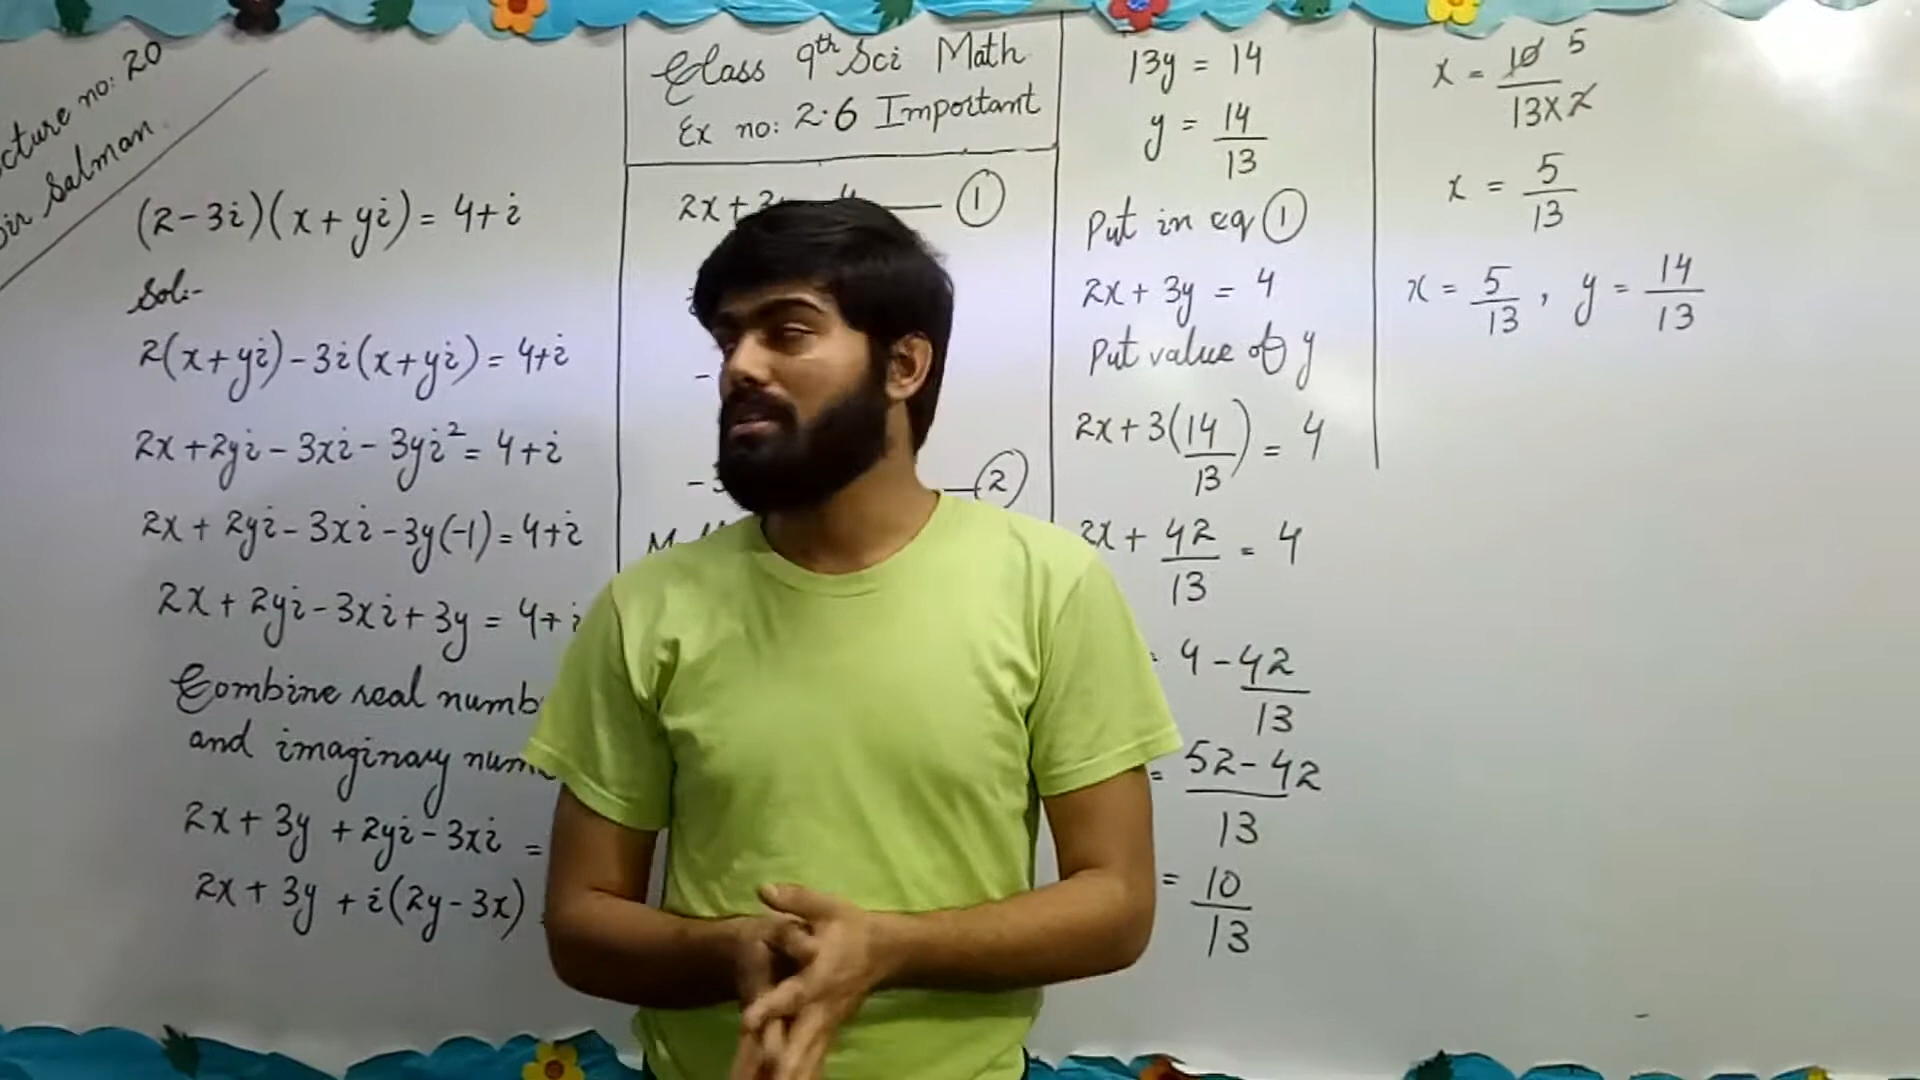 Lecture no: 20
Sir Salman
(2-3i)(x+yi) = 4+i
Sol:-
2(x+yi)-3i(x+yi) = 4+i
2x+2yi-3xi-3yi² = 4+i
2x+2yi-3xi-3y(-1) = 4+i
2x+2yi-3xi+3y = 4+i
Combine real
and imaginary
2x+3y+2yi-3xi =
2x+3y+i(2y-3x)
Class 9th Sci Math
Ex no: 2.6 Important
2x+3y 4 — ①
-3 — ②
13y = 14
y = 14/13
Put in eq ①
2x+3y = 4
Put value of y
2x+3(14/13) = 4
2x+42/13 = 4
= 4-42/13
= 52-42/13
= 10/13
x = 10 5/13x2
x = 5/13
x = 5/13, y = 14/13